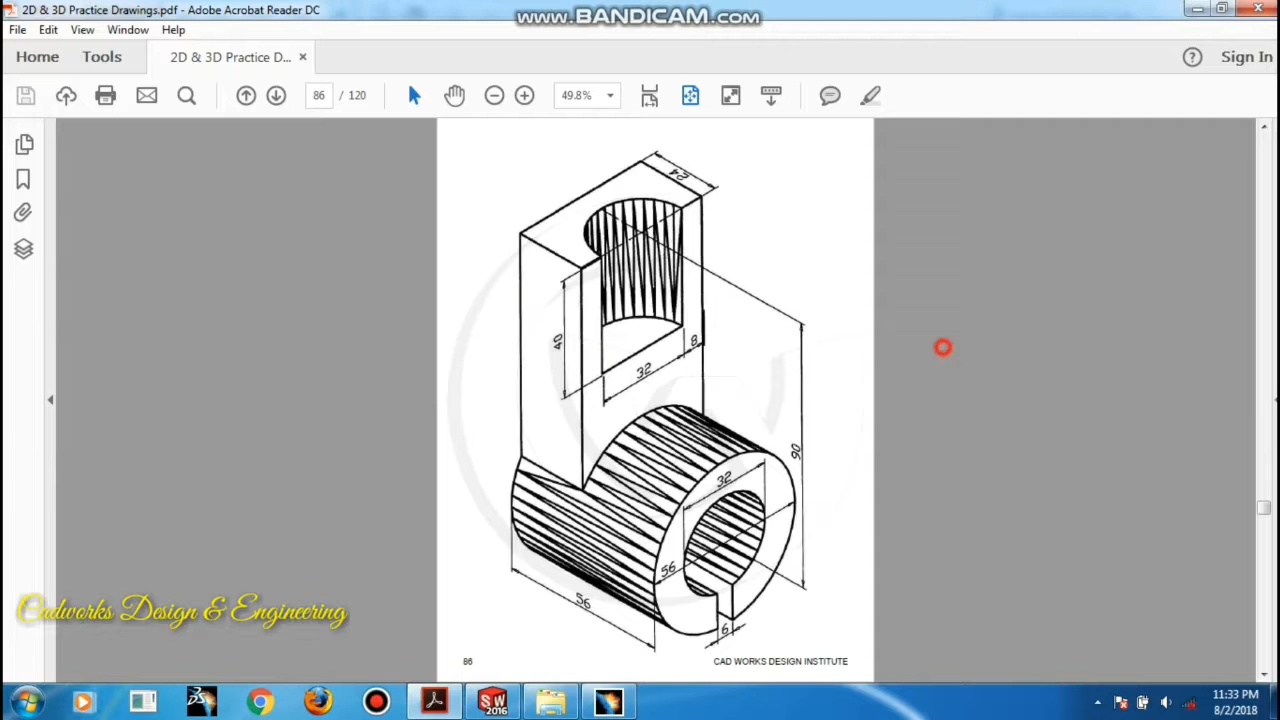 2D & 3D Practice Drawings.pdf - Adobe Acrobat Reader DC
www.BANDICAM.com
File Edit View Window Help
Home Tools 2D & 3D Practice D... × Sign In
86 / 120 49.8%
24
40
8
32
90
32
56
56
6
86 CAD WORKS DESIGN INSTITUTE
Cadworks Design & Engineering
SW
2016
11:33 PM
8/2/2018